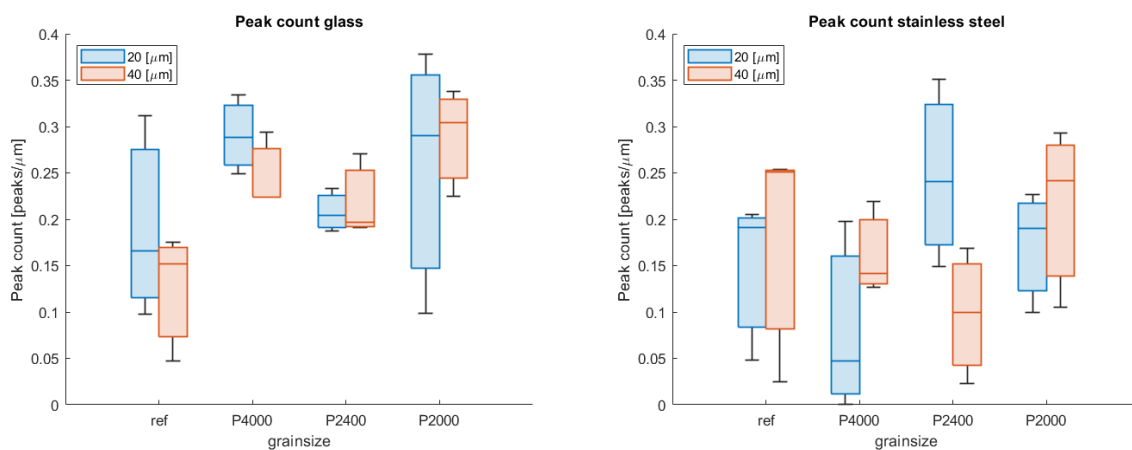 Peak count glass
20 [μm]
40 [μm]
Peak count [peaks/μm]
0.4
0.35
0.3
0.25
0.2
0.15
0.1
0.05
0
ref P4000 P2400 P2000
grainsize
Peak count stainless steel
20 [μm]
40 [μm]
Peak count [peaks/μm]
0.4
0.35
0.3
0.25
0.2
0.15
0.1
0.05
0
ref P4000 P2400 P2000
grainsize